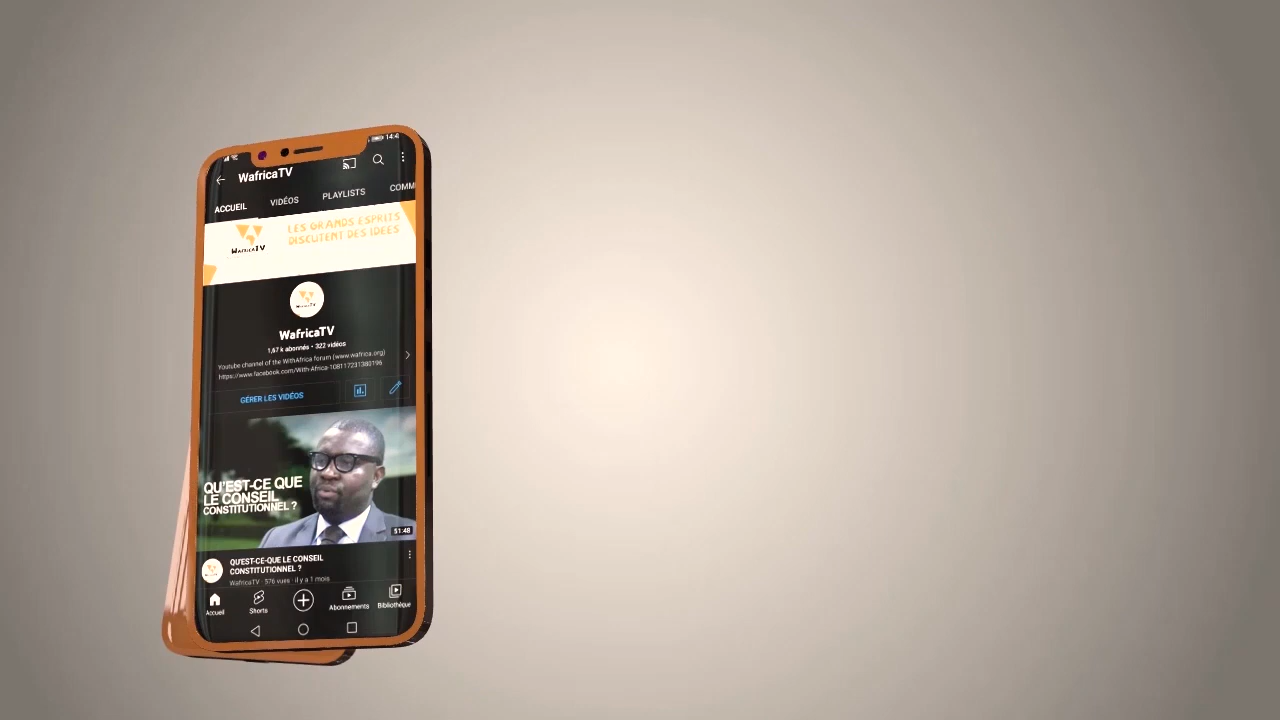 14:4
WafricaTV
ACCUEIL
VIDÉOS
PLAYLISTS
COMM
WAFRICATV
LES GRANDS ESPRITS
DISCUTENT DES IDÉES
WafricaTV
1,67 k abonnés • 322 vidéos
Youtube channel of the WithAfrica forum (www.wafrica.org)
https://www.facebook.com/With-Africa-108117231380196
GÉRER LES VIDÉOS
QU'EST-CE QUE
LE CONSEIL
CONSTITUTIONNEL ?
51:48
QU'EST-CE-QUE LE CONSEIL
CONSTITUTIONNEL ?
WafricaTV · 576 vues · il y a 1 mois
Accueil
Shorts
Abonnements
Bibliothèque